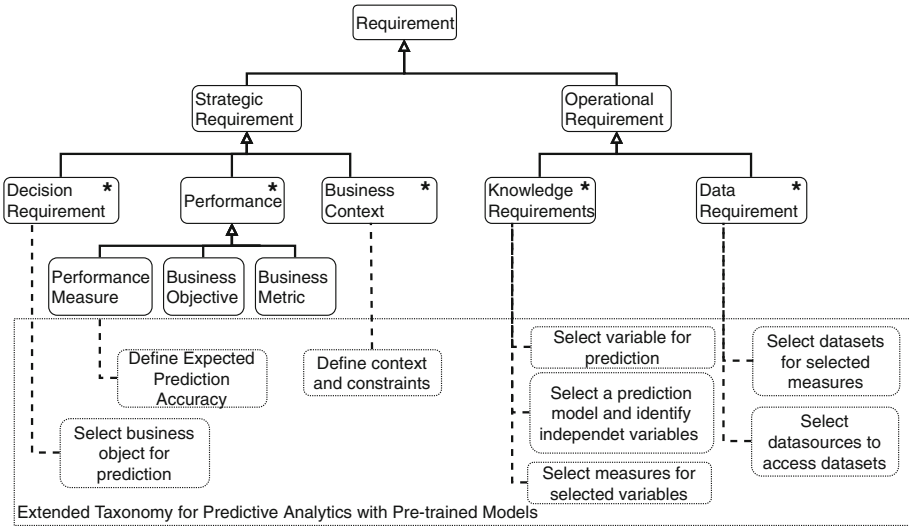 Requirement
Strategic
Requirement
Operational
Requirement
Decision *
Requirement
*
Performance
Business *
Context
Knowledge *
Requirements
Data *
Requirement
Performance
Measure
Business
Objective
Business
Metric
Define Expected
Prediction
Accuracy
Define context
and constraints
Select variable for
prediction
Select datasets
for selected
measures
Select a prediction
model and identify
independet variables
Select business
object for
prediction
Select
datasources to
access datasets
Select measures for
selected variables
Extended Taxonomy for Predictive Analytics with Pre-trained Models